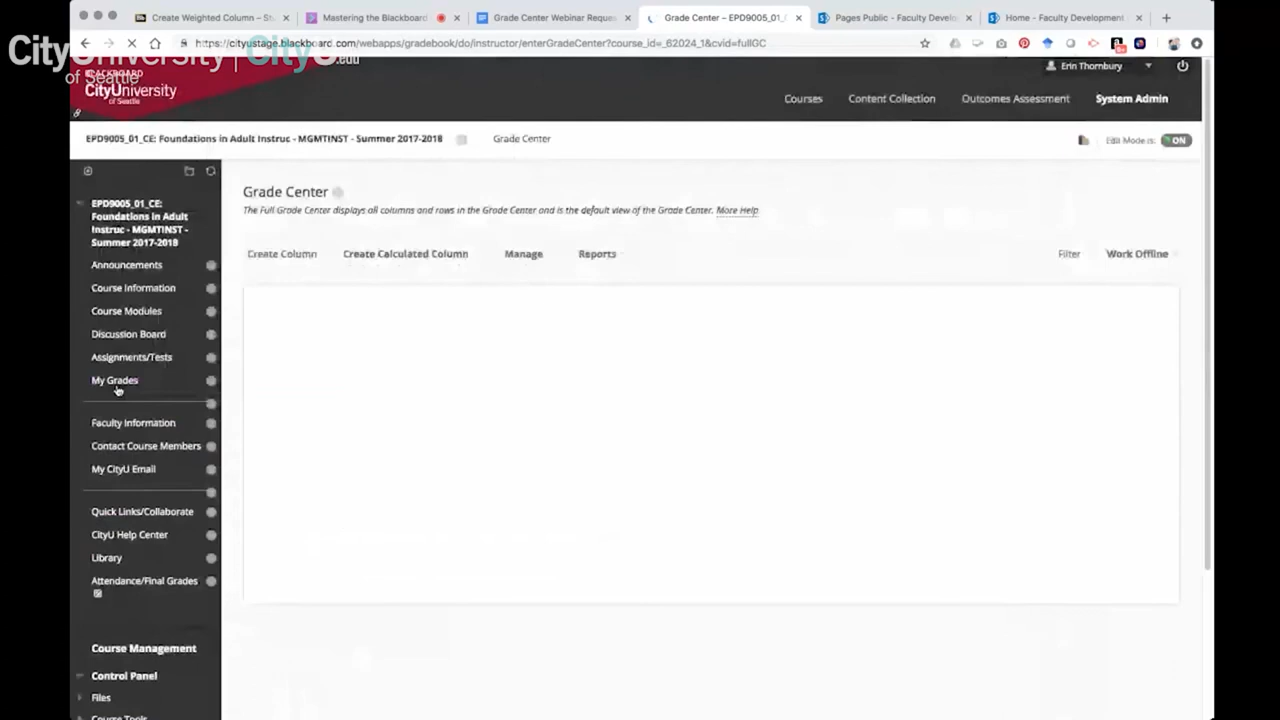 Create Weighted Column – St
Mastering the Blackboard
Grade Center Webinar Reques
Grade Center – EPD9005_01_
Pages Public - Faculty Develo
Home - Faculty Development
https://cityustage.blackboard.com/webapps/gradebook/do/instructor/enterGradeCenter?course_id=_62024_1&cvid=fullGC
CityUniversity | CityU.edu
of Seattle
BLACKBOARD
CityUniversity
of Seattle
Erin Thornbury
Courses
Content Collection
Outcomes Assessment
System Admin
EPD9005_01_CE: Foundations in Adult Instruc - MGMTINST - Summer 2017-2018
Grade Center
Edit Mode is: ON
EPD9005_01_CE:
Foundations in Adult
Instruc - MGMTINST -
Summer 2017-2018
Announcements
Course Information
Course Modules
Discussion Board
Assignments/Tests
My Grades
Faculty Information
Contact Course Members
My CityU Email
Quick Links/Collaborate
CityU Help Center
Library
Attendance/Final Grades
Course Management
Control Panel
Files
Course Tools
Grade Center
The Full Grade Center displays all columns and rows in the Grade Center and is the default view of the Grade Center. More Help
Create Column
Create Calculated Column
Manage
Reports
Filter
Work Offline